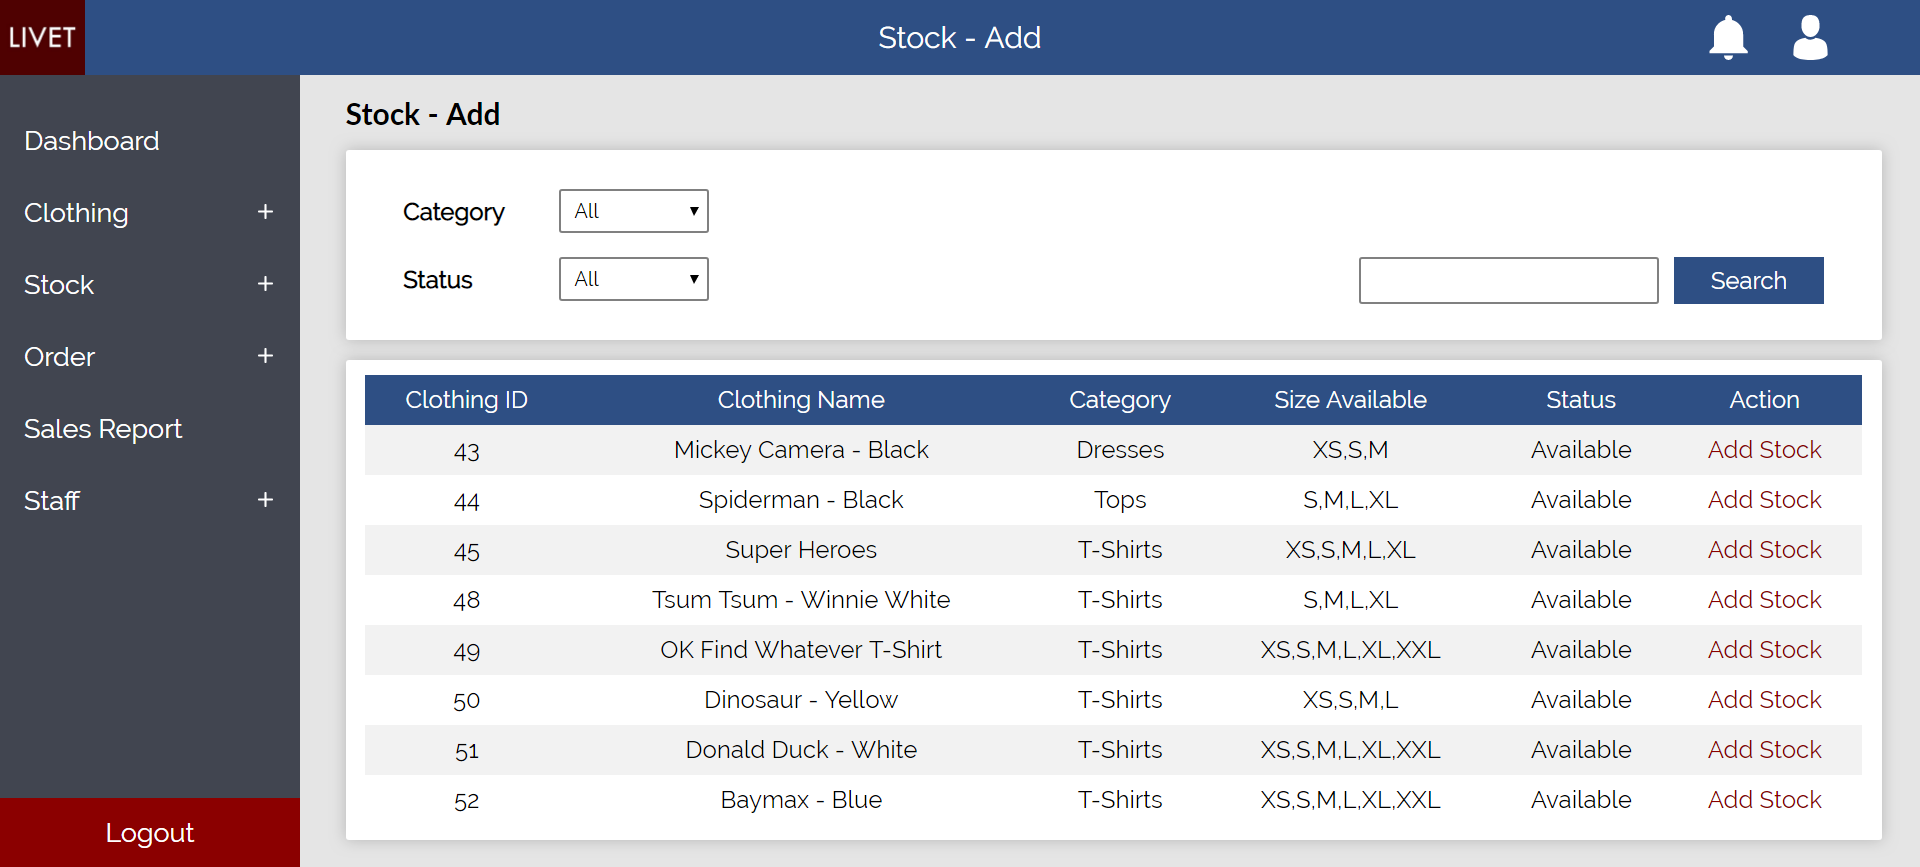 LIVET
Stock - Add
Dashboard
Clothing +
Stock +
Order +
Sales Report
Staff +
Logout
Stock - Add
Category All
Status All
Search
Clothing ID Clothing Name Category Size Available Status Action
43 Mickey Camera - Black Dresses XS,S,M Available Add Stock
44 Spiderman - Black Tops S,M,L,XL Available Add Stock
45 Super Heroes T-Shirts XS,S,M,L,XL Available Add Stock
48 Tsum Tsum - Winnie White T-Shirts S,M,L,XL Available Add Stock
49 OK Find Whatever T-Shirt T-Shirts XS,S,M,L,XL,XXL Available Add Stock
50 Dinosaur - Yellow T-Shirts XS,S,M,L Available Add Stock
51 Donald Duck - White T-Shirts XS,S,M,L,XL,XXL Available Add Stock
52 Baymax - Blue T-Shirts XS,S,M,L,XL,XXL Available Add Stock